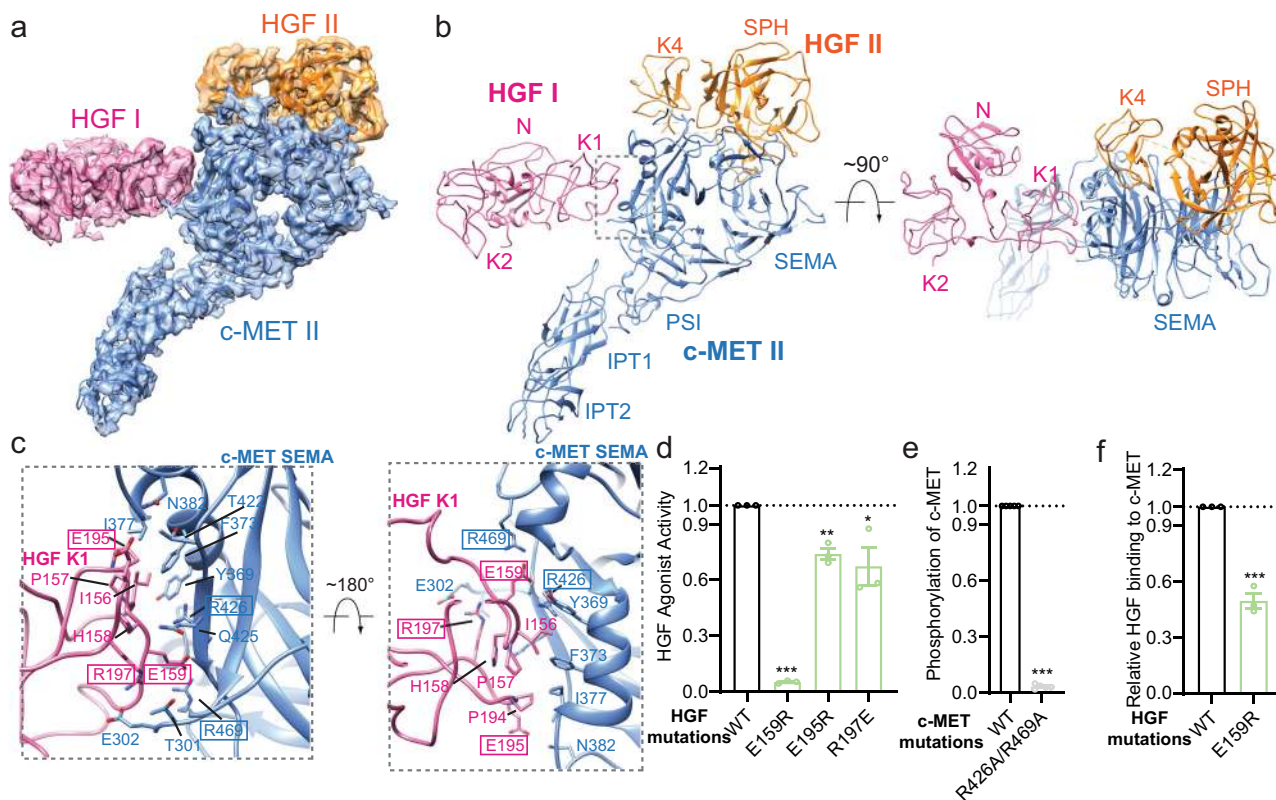 a
HGF II
HGF I
c-MET II
b
HGF I
N
K1
K2
K4
SPH
HGF II
SEMA
PSI
c-MET II
IPT1
IPT2
~90°
N
K1
K2
K4
SPH
SEMA
c
c-MET SEMA
N382
T422
I377
F373
E195
HGF K1
P157
Y369
I156
R426
H158
Q425
R197
E159
R469
E302
T301
~180°
c-MET SEMA
HGF K1
R469
E159
E302
R426
Y369
R197
I156
F373
H158
P157
I377
P194
E195
N382
d
HGF Agonist Activity
1.2
1.0
0.9
0.6
0.3
0.0
***
**
*
HGF
mutations
WT
E159R
E195R
R197E
e
Phosphorylation of c-MET
1.2
1.0
0.9
0.6
0.3
0.0
***
c-MET
mutations
WT
R426A/R469A
f
Relative HGF binding to c-MET
1.2
1.0
0.9
0.6
0.3
0.0
***
HGF
mutations
WT
E159R